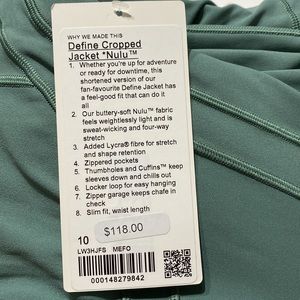 WHY WE MADE THIS
Define Cropped
Jacket *Nulu™
1. Whether you're up for adventure
or ready for downtime, this
shortened version of our
fan-favourite Define Jacket has
a feel-good fit that can do it
all
2. Our buttery-soft Nulu™ fabric
feels weightlessly light and is
sweat-wicking and four-way
stretch
3. Added Lycra® fibre for stretch
and shape retention
4. Zippered pockets
5. Thumbholes and Cuffins™ keep
sleeves down and chills out
6. Locker loop for easy hanging
7. Zipper garage keeps chafe in
check
8. Slim fit, waist length
10
$118.00
LW3HJFS MEFO
000148279842